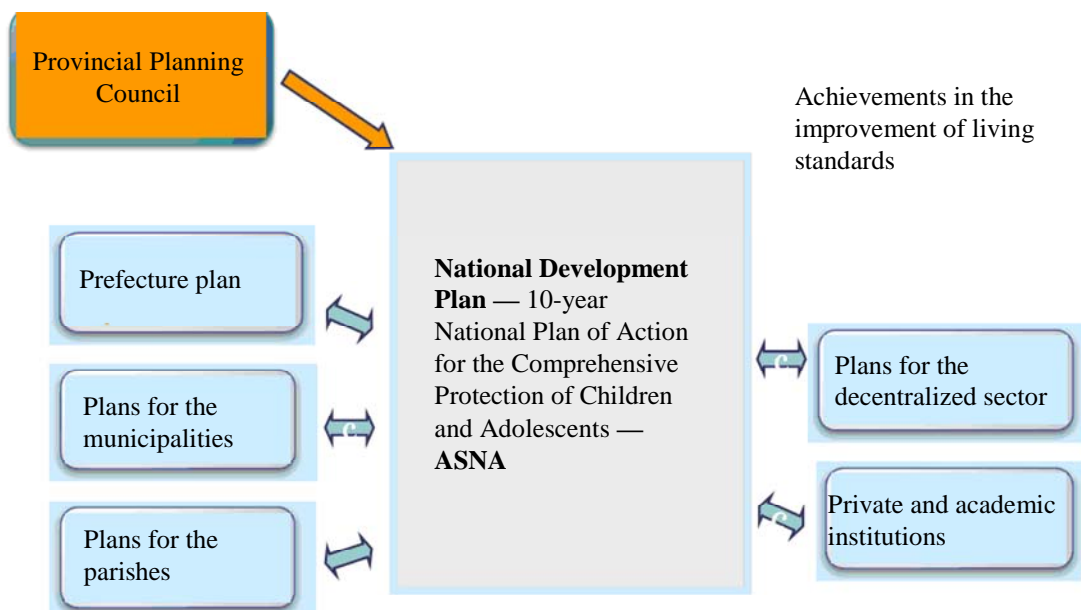 Provincial Planning
Council
Achievements in the
improvement of living
standards
Prefecture plan
Plans for the
municipalities
Plans for the
parishes
National Development
Plan — 10-year
National Plan of Action
for the Comprehensive
Protection of Children
and Adolescents —
ASNA
Plans for the
decentralized sector
Private and academic
institutions